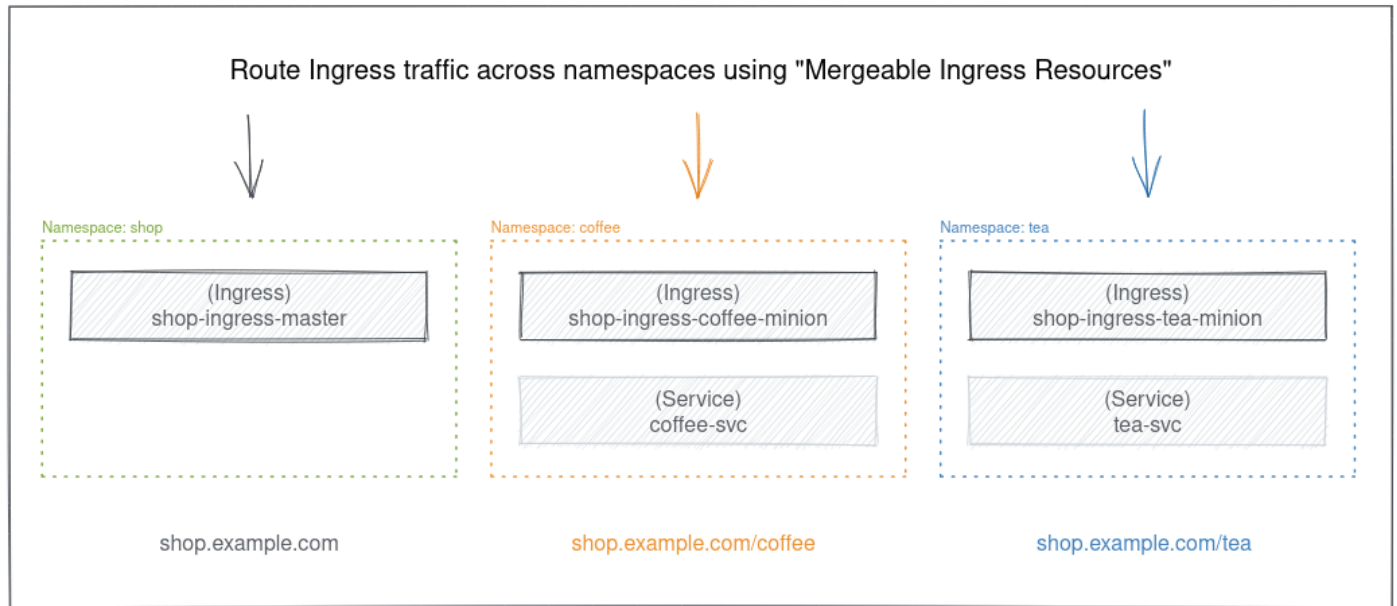 Route Ingress traffic across namespaces using "Mergeable Ingress Resources"
Namespace: shop
(Ingress)
shop-ingress-master
shop.example.com
Namespace: coffee
(Ingress)
shop-ingress-coffee-minion
(Service)
coffee-svc
shop.example.com/coffee
Namespace: tea
(Ingress)
shop-ingress-tea-minion
(Service)
tea-svc
shop.example.com/tea